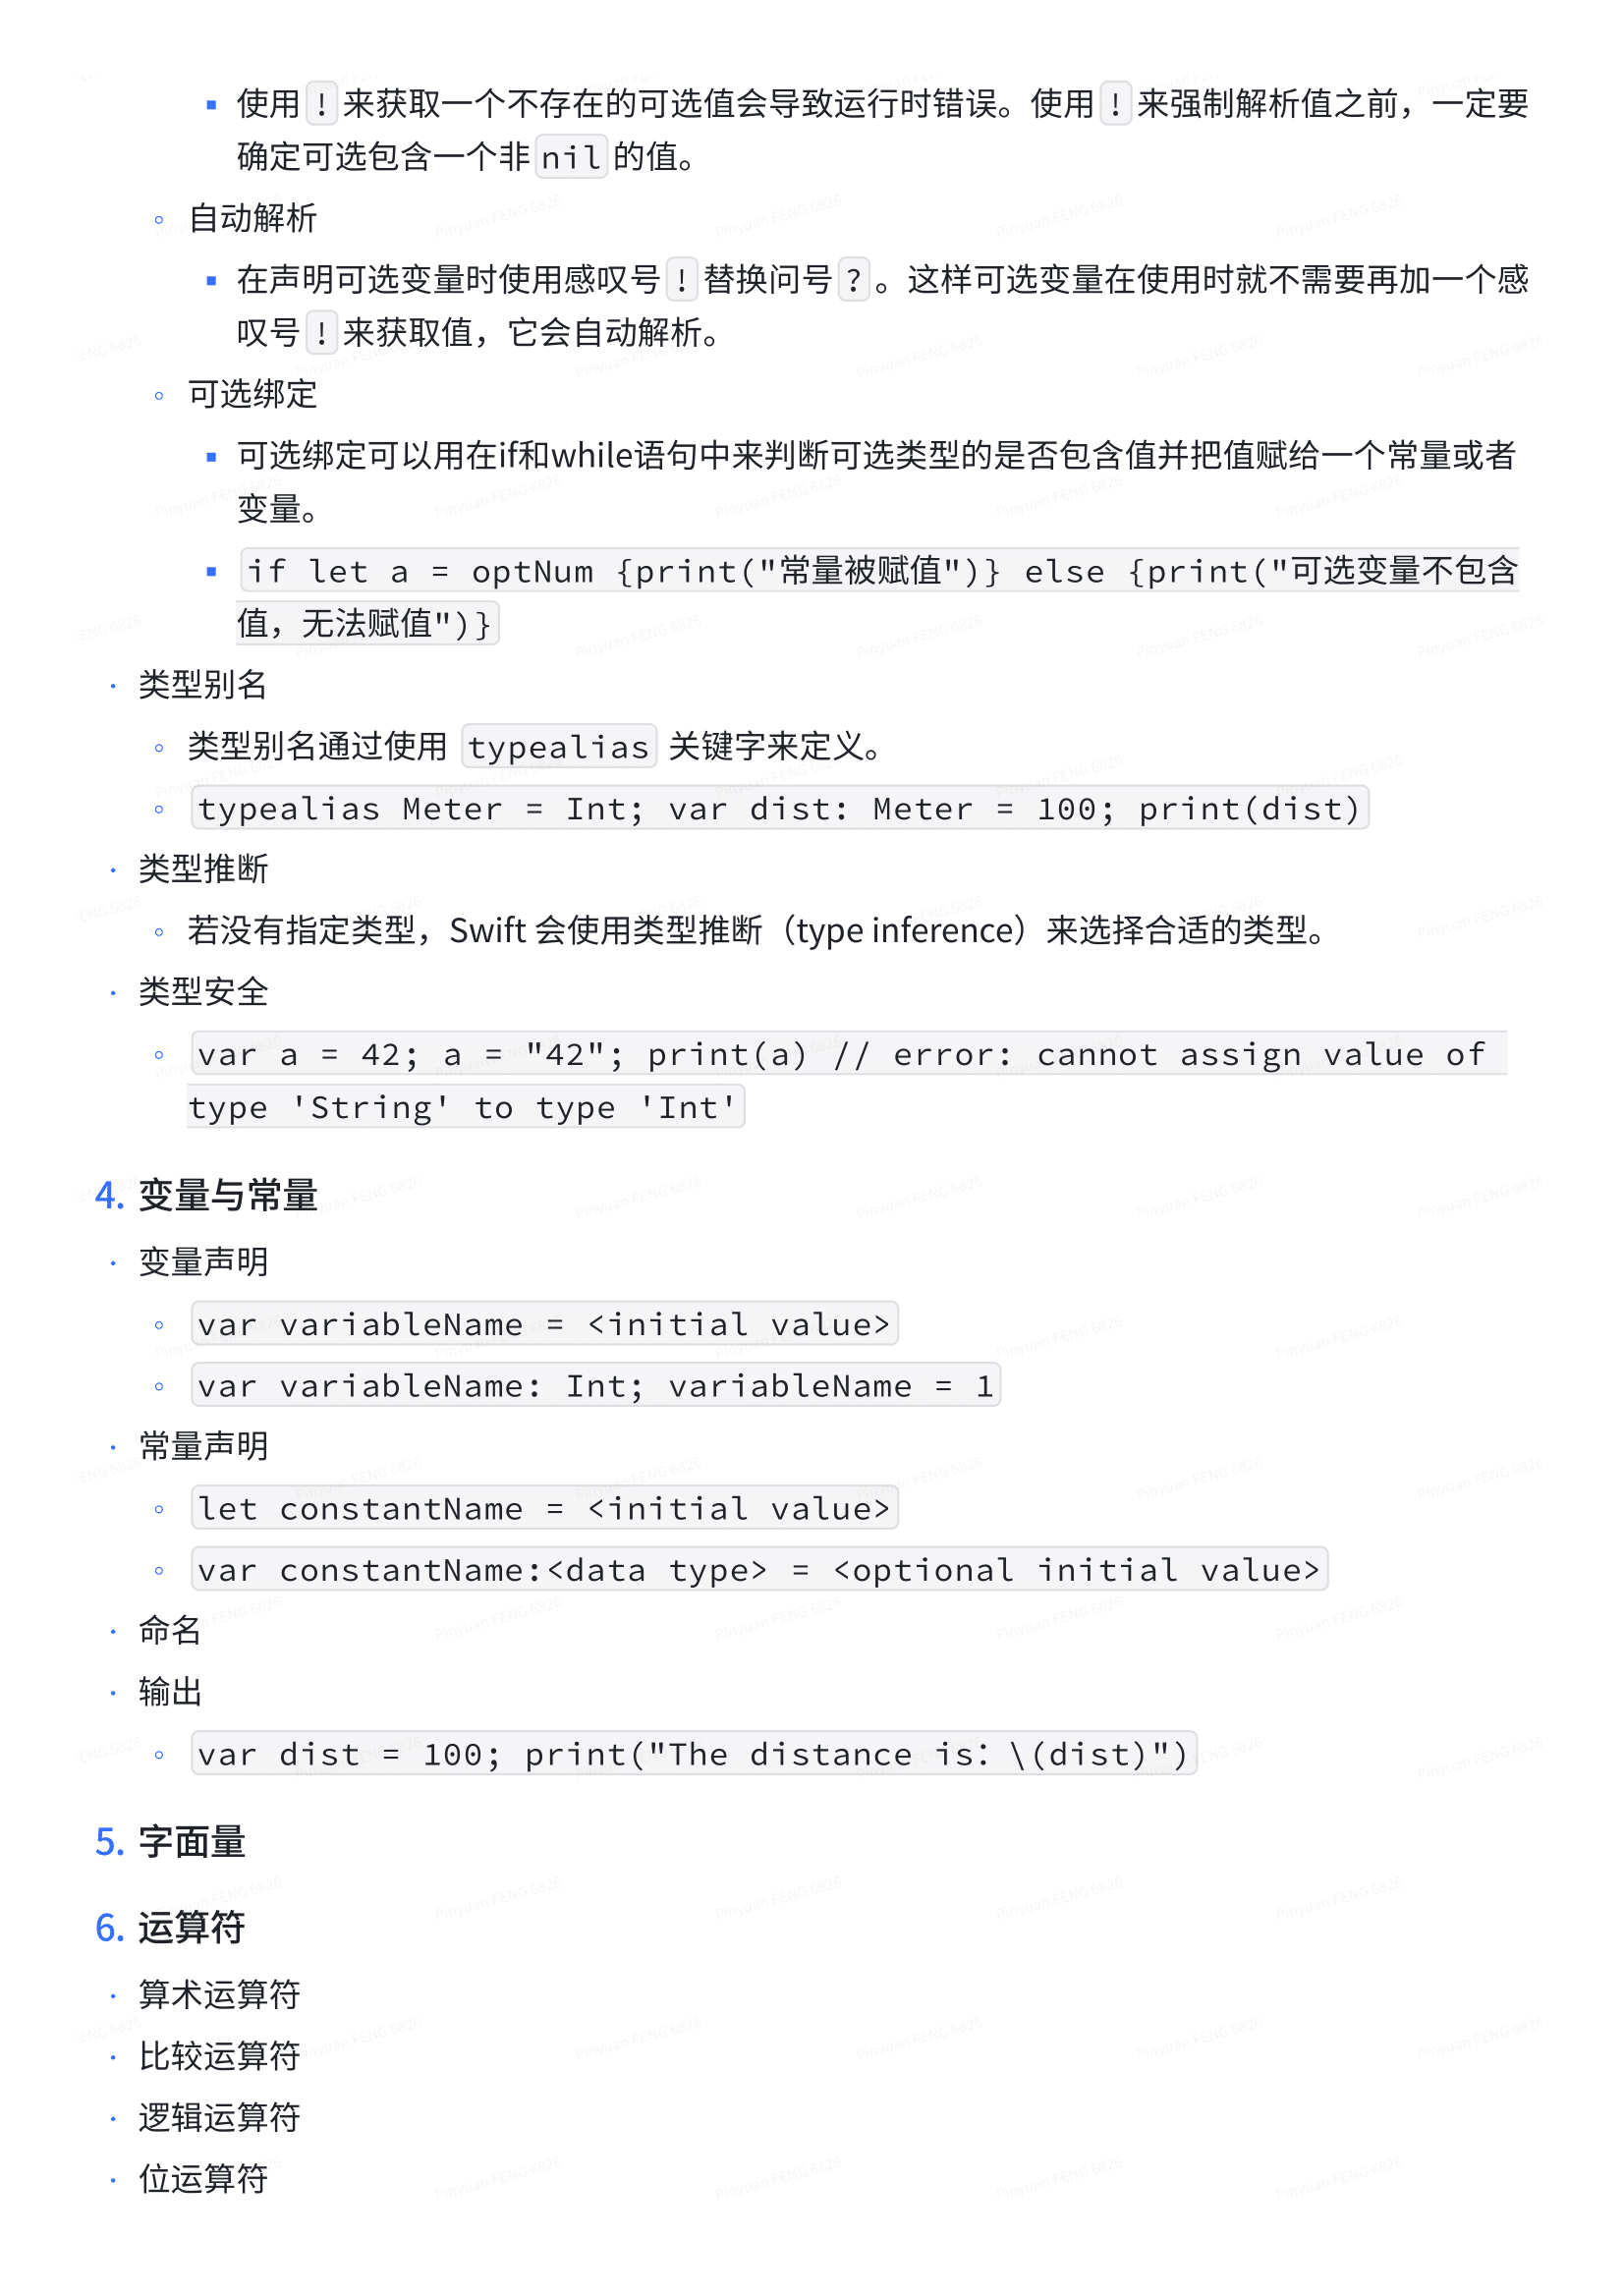 ▪ 使用 ! 来获取一个不存在的可选值会导致运行时错误。使用 ! 来强制解析值之前，一定要
确定可选包含一个非 nil 的值。
◦ 自动解析
▪ 在声明可选变量时使用感叹号 ! 替换问号 ? 。这样可选变量在使用时就不需要再加一个感
叹号 ! 来获取值，它会自动解析。
◦ 可选绑定
▪ 可选绑定可以用在if和while语句中来判断可选类型的是否包含值并把值赋给一个常量或者
变量。
▪ if let a = optNum {print("常量被赋值")} else {print("可选变量不包含
值，无法赋值")}
· 类型别名
◦ 类型别名通过使用 typealias 关键字来定义。
◦ typealias Meter = Int; var dist: Meter = 100; print(dist)
· 类型推断
◦ 若没有指定类型，Swift 会使用类型推断（type inference）来选择合适的类型。
· 类型安全
◦ var a = 42; a = "42"; print(a) // error: cannot assign value of
type 'String' to type 'Int'
4. 变量与常量
· 变量声明
◦ var variableName = <initial value>
◦ var variableName: Int; variableName = 1
· 常量声明
◦ let constantName = <initial value>
◦ var constantName:<data type> = <optional initial value>
· 命名
· 输出
◦ var dist = 100; print("The distance is: \(dist)")
5. 字面量
6. 运算符
· 算术运算符
· 比较运算符
· 逻辑运算符
· 位运算符
Pinyuan FENG 6826